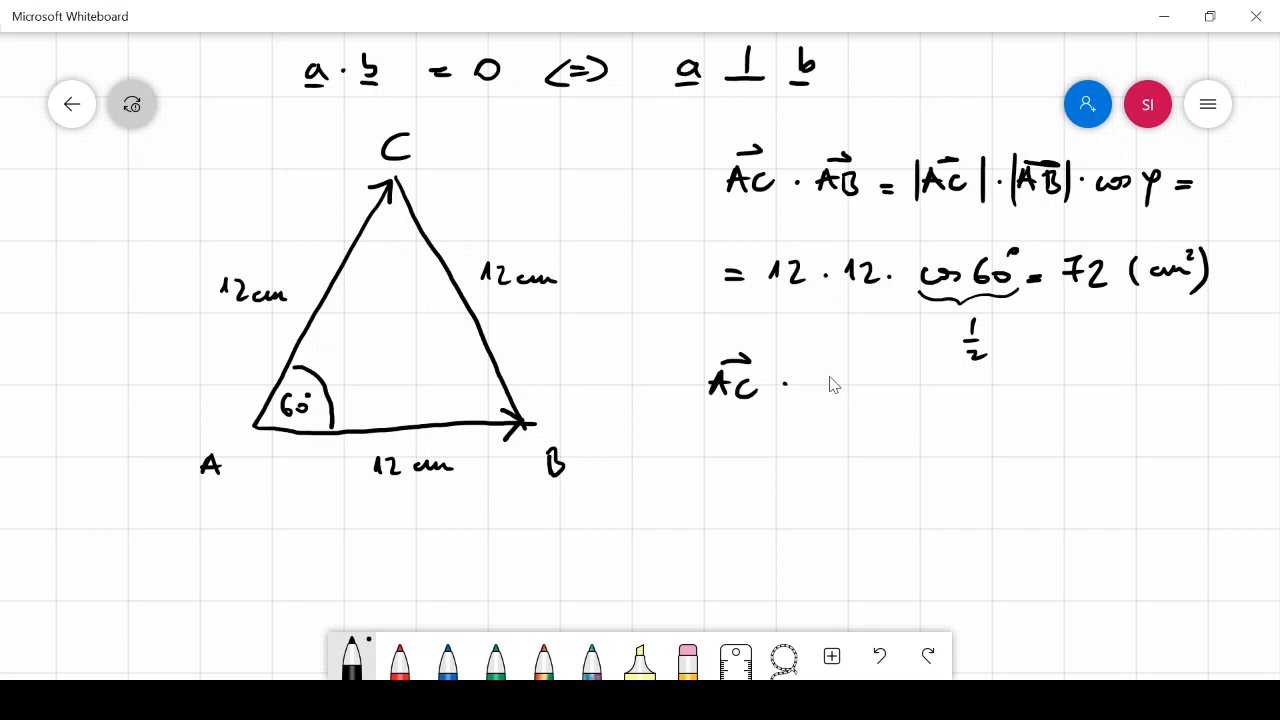 Microsoft Whiteboard
a · b = 0 <=> a ⊥ b
SI
C
AC · AB = |AC| · |AB| · cos φ =
12 cm
12 cm
= 12 · 12 · cos 60° = 72 (cm²)
1/2
AC ·
60°
A
12 cm
B